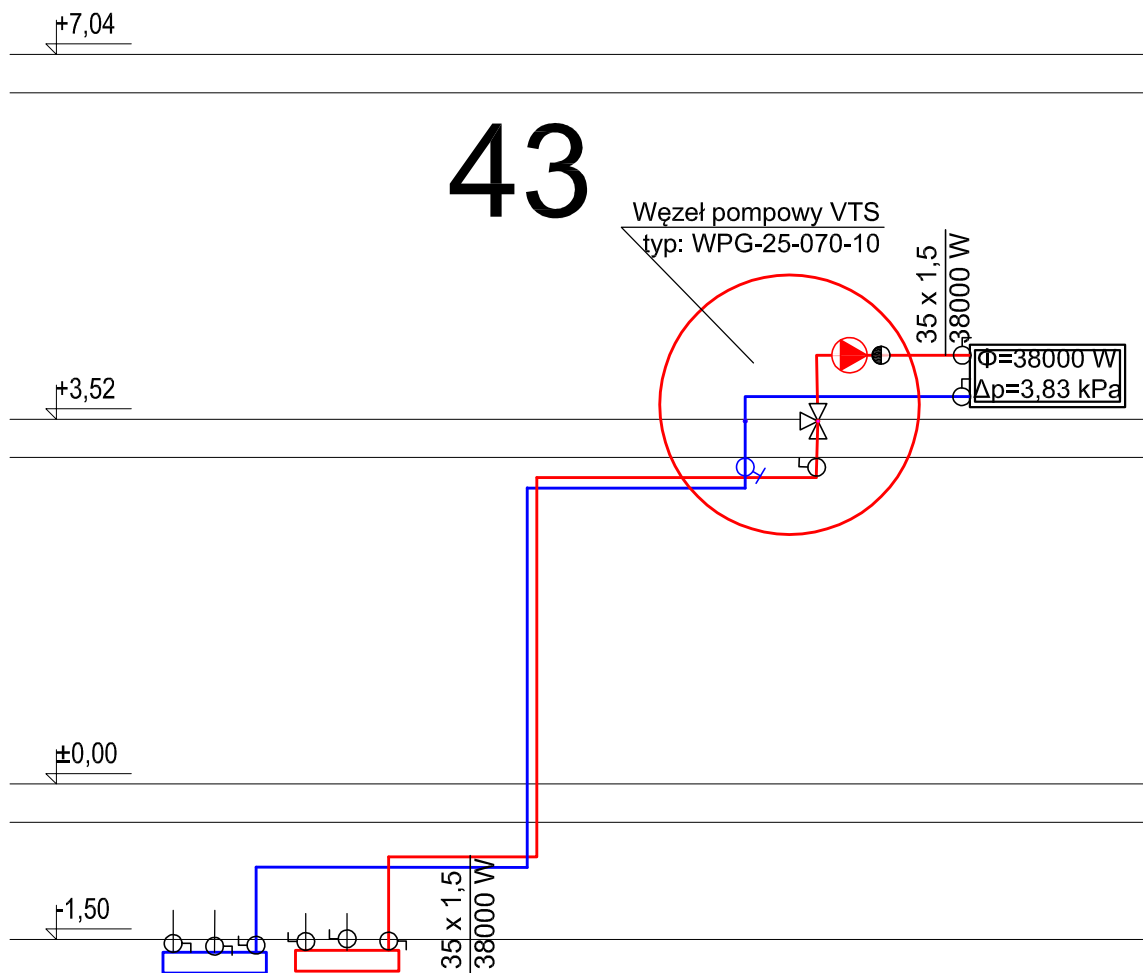 +7,04
43
Węzeł pompowy VTS
typ: WPG-25-070-10
35 x 1,5
38000 W
Φ=38000 W
Δp=3,83 kPa
+3,52
±0,00
35 x 1,5
38000 W
-1,50